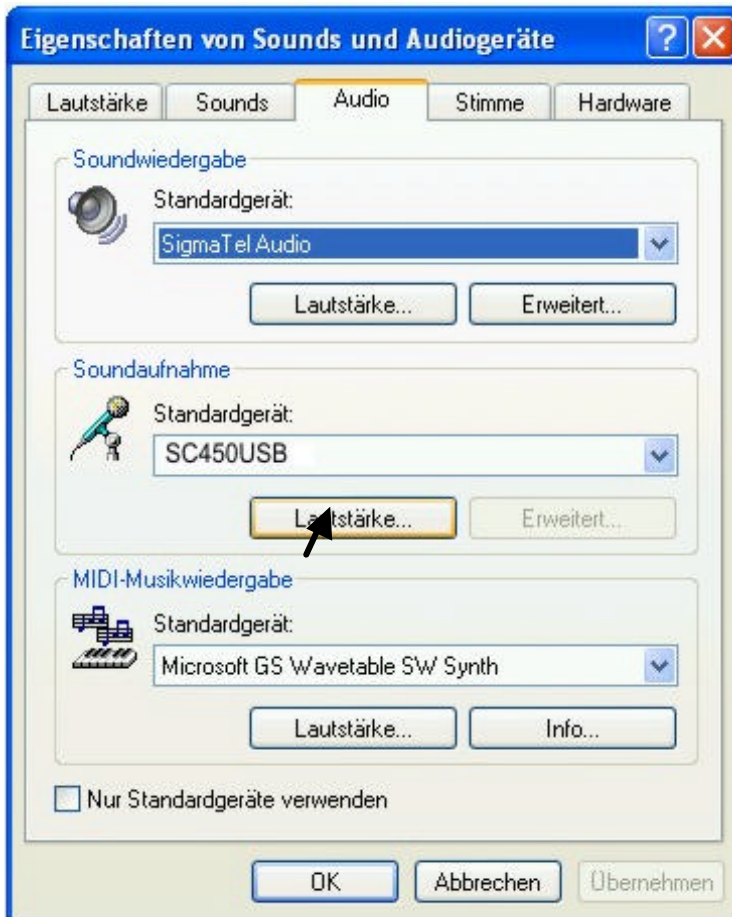 Eigenschaften von Sounds und Audiogeräte
Lautstärke Sounds Audio Stimme Hardware
Soundwiedergabe
Standardgerät:
SigmaTel Audio
Lautstärke... Erweitert...
Soundaufnahme
Standardgerät:
SC450USB
Lautstärke... Erweitert...
MIDI-Musikwiedergabe
Standardgerät:
Microsoft GS Wavetable SW Synth
Lautstärke... Info...
Nur Standardgeräte verwenden
OK Abbrechen Übernehmen